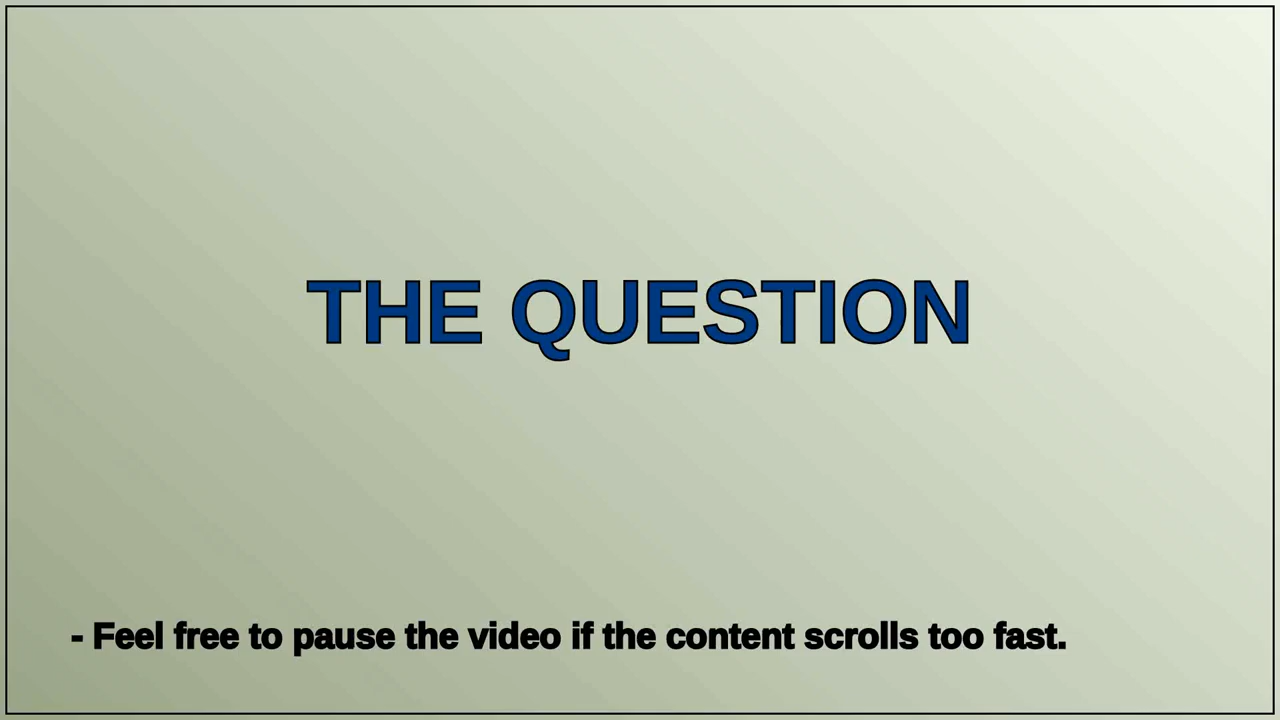 THE QUESTION
- Feel free to pause the video if the content scrolls too fast.